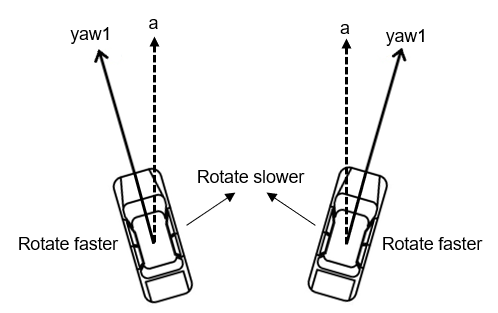 yaw1
a
a
yaw1
Rotate slower
Rotate faster
Rotate faster